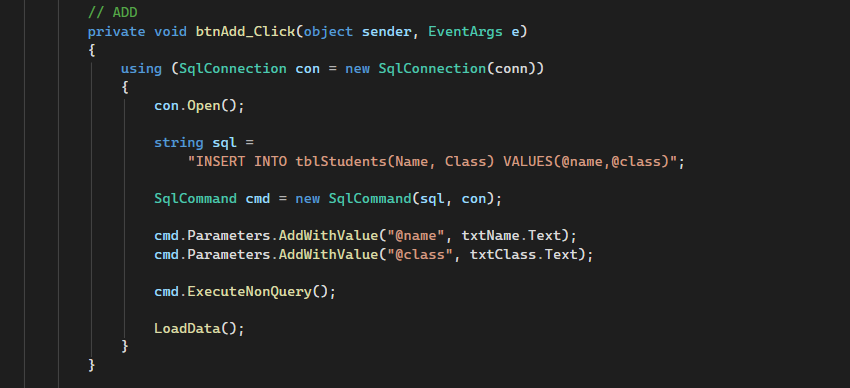 // ADD
private void btnAdd_Click(object sender, EventArgs e)
{
using (SqlConnection con = new SqlConnection(conn))
{
con.Open();
string sql =
"INSERT INTO tblStudents(Name, Class) VALUES(@name,@class)";
SqlCommand cmd = new SqlCommand(sql, con);
cmd.Parameters.AddWithValue("@name", txtName.Text);
cmd.Parameters.AddWithValue("@class", txtClass.Text);
cmd.ExecuteNonQuery();
LoadData();
}
}